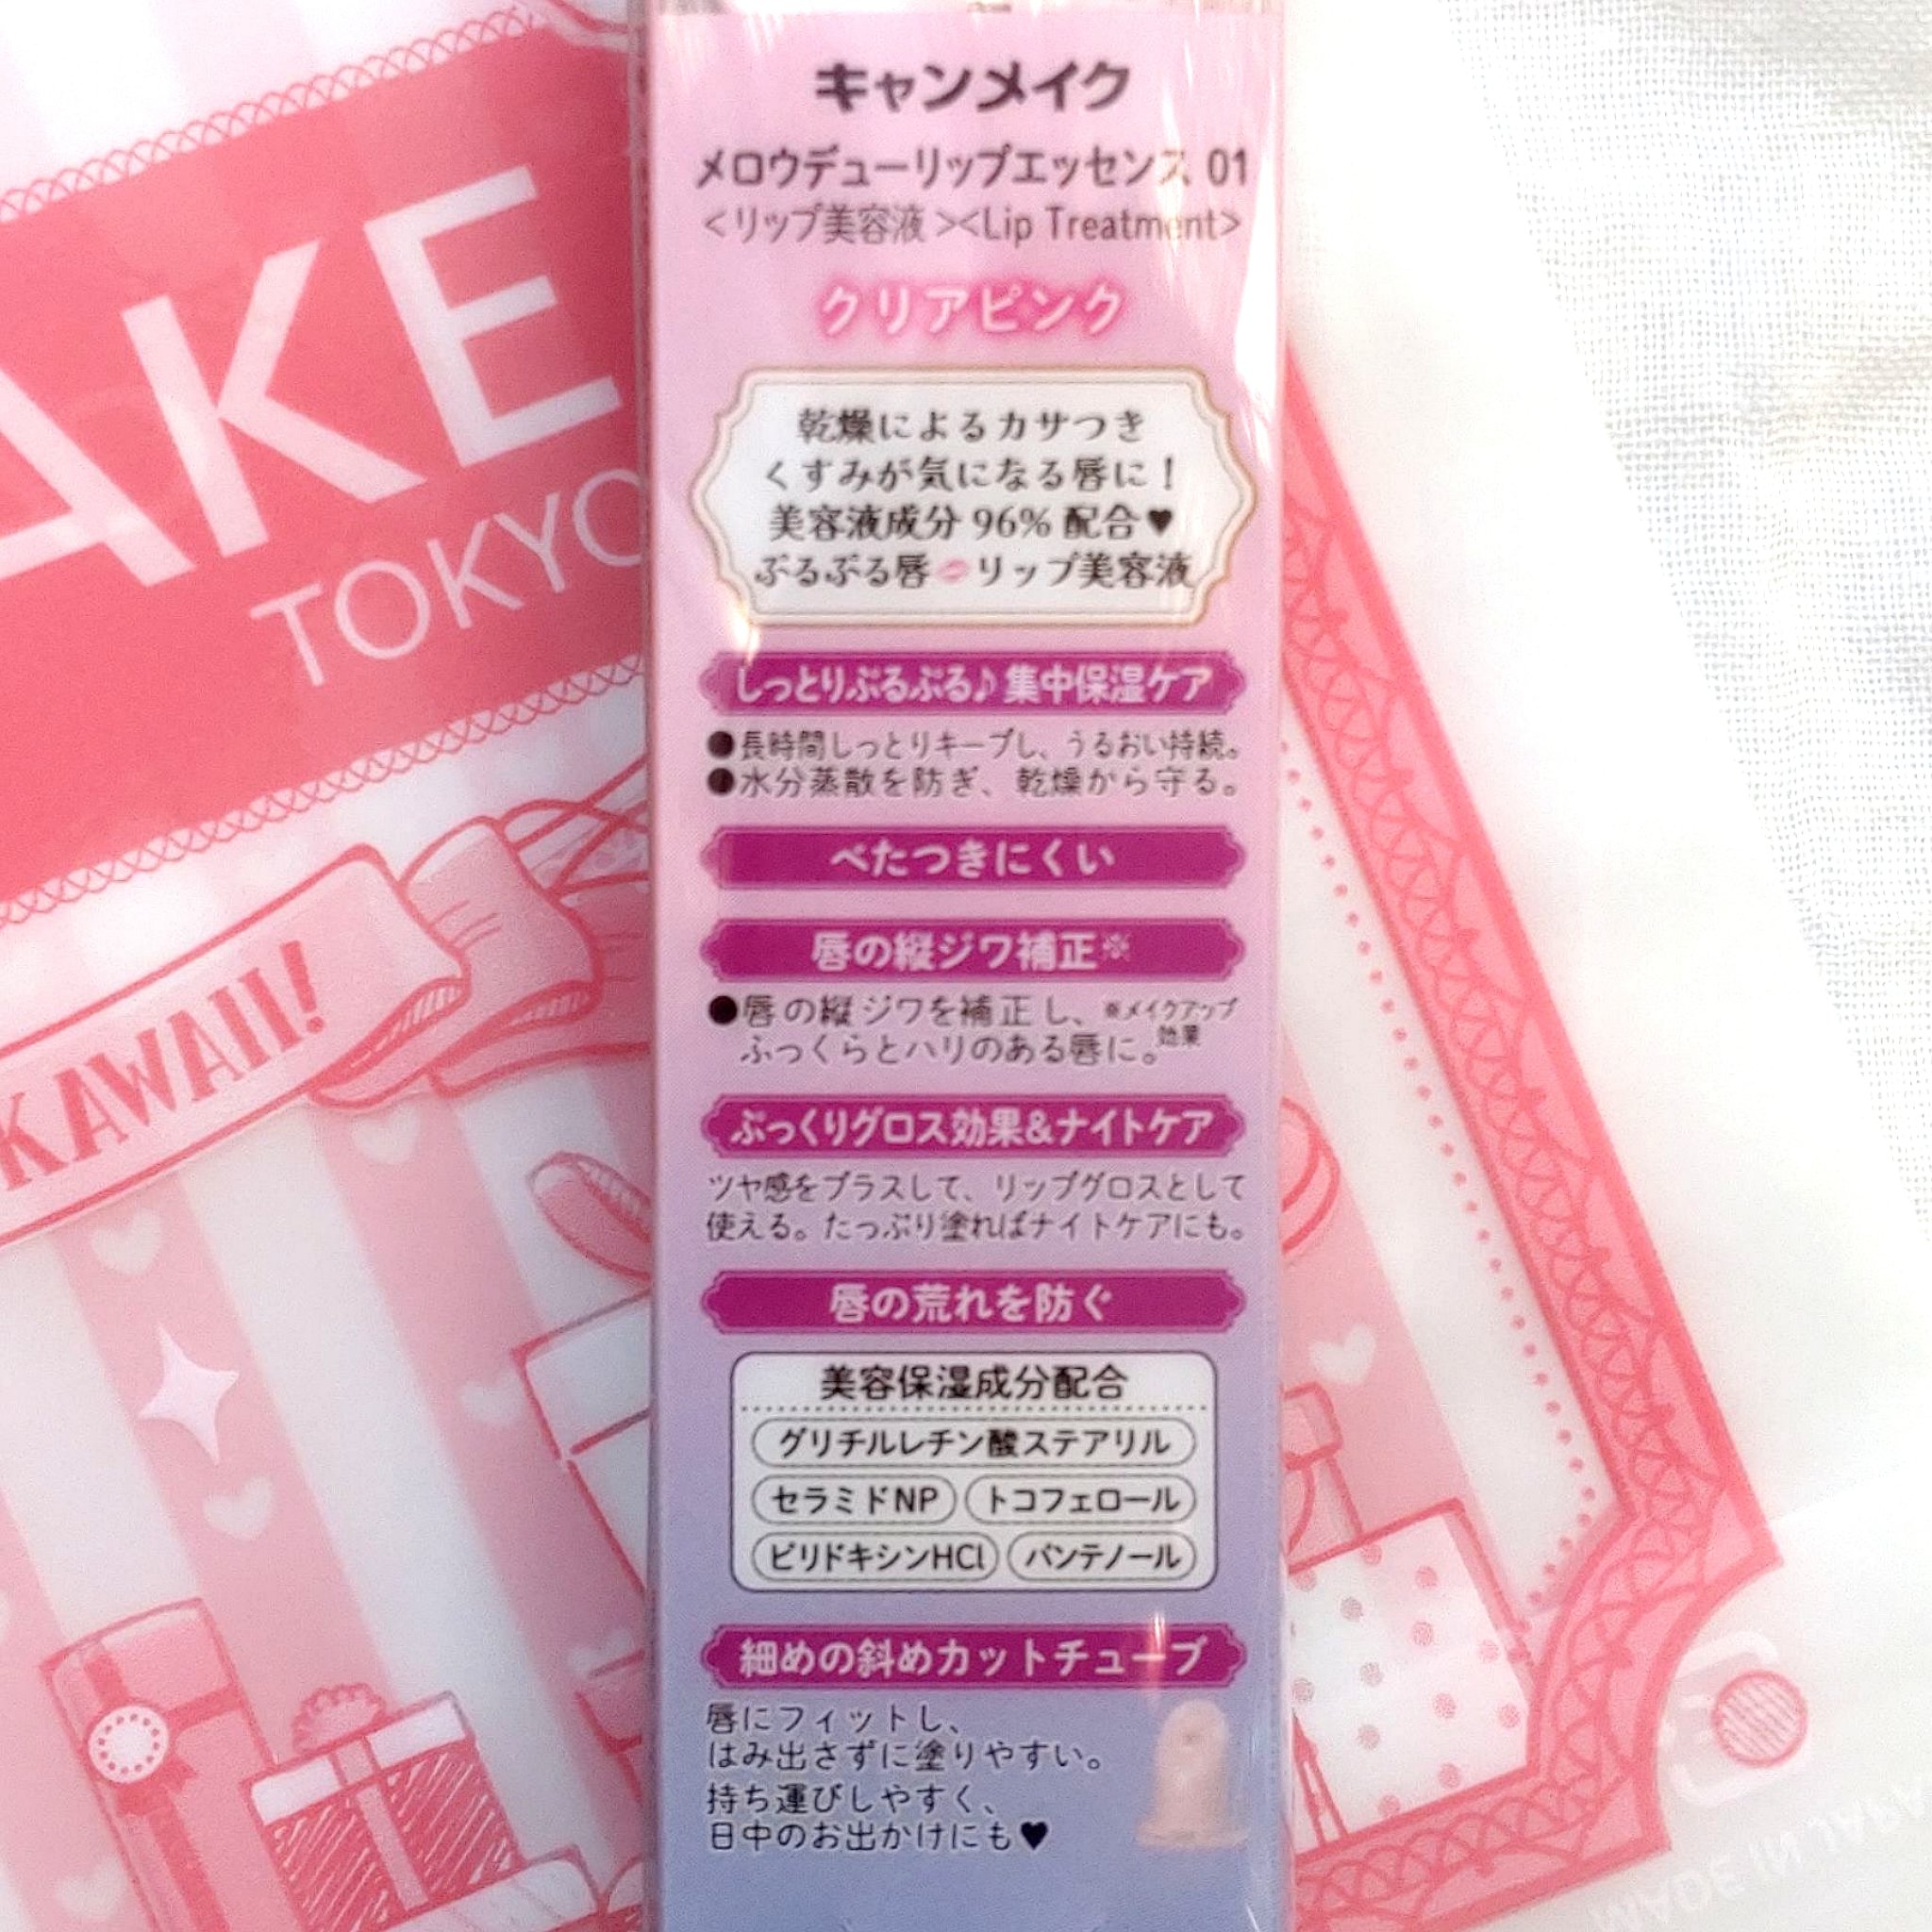 AKE
TOKYO
KAWAII!
キャンメイク
メロウデューリップエッセンス 01
<リップ美容液><Lip Treatment>
クリアピンク
乾燥によるカサつき
くすみが気になる唇に!
美容液成分 96% 配合♥
ぷるぷる唇💋リップ美容液
しっとりぷるぷる♪集中保湿ケア
●長時間しっとりキープし、うるおい持続。
●水分蒸散を防ぎ、乾燥から守る。
べたつきにくい
唇の縦ジワ補正※
●唇の縦ジワを補正し、
ふっくらとハリのある唇に。
※メイクアップ
効果
ぷっくりグロス効果&ナイトケア
ツヤ感をプラスして、リップグロスとして
使える。たっぷり塗ればナイトケアにも。
唇の荒れを防ぐ
美容保湿成分配合
グリチルレチン酸ステアリル
セラミドNP トコフェロール
ピリドキシンHCl パンテノール
細めの斜めカットチューブ
唇にフィットし、
はみ出さずに塗りやすい。
持ち運びしやすく、
日中のお出かけにも♥
MADE IN